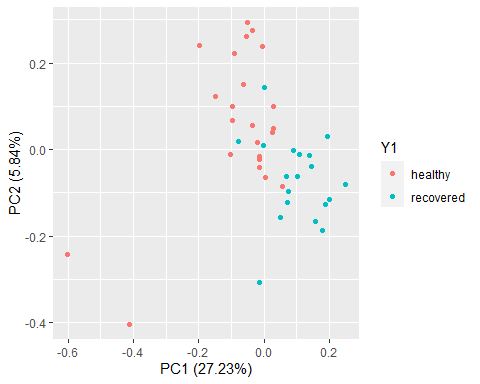 0.2
0.0
-0.2
-0.4
PC2 (5.84%)
-0.6 -0.4 -0.2 0.0 0.2
PC1 (27.23%)
Y1
healthy
recovered